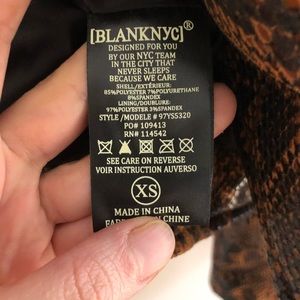 [BLANKNYC]®
DESIGNED FOR YOU
BY OUR NYC TEAM
IN THE CITY THAT
NEVER SLEEPS
BECAUSE WE CARE
SHELL/EXTÉRIEUR:
85%POLYESTER 7%POLYURETHANE
8%SPANDEX
LINING/DOUBLURE:
97%POLYESTER 3%SPANDEX
STYLE /MODELE # 97YS5320
PO# 109413
RN# 114542
SEE CARE ON REVERSE
VOIR INSTRUCTION AUVERSO
XS
MADE IN CHINA
CHINE